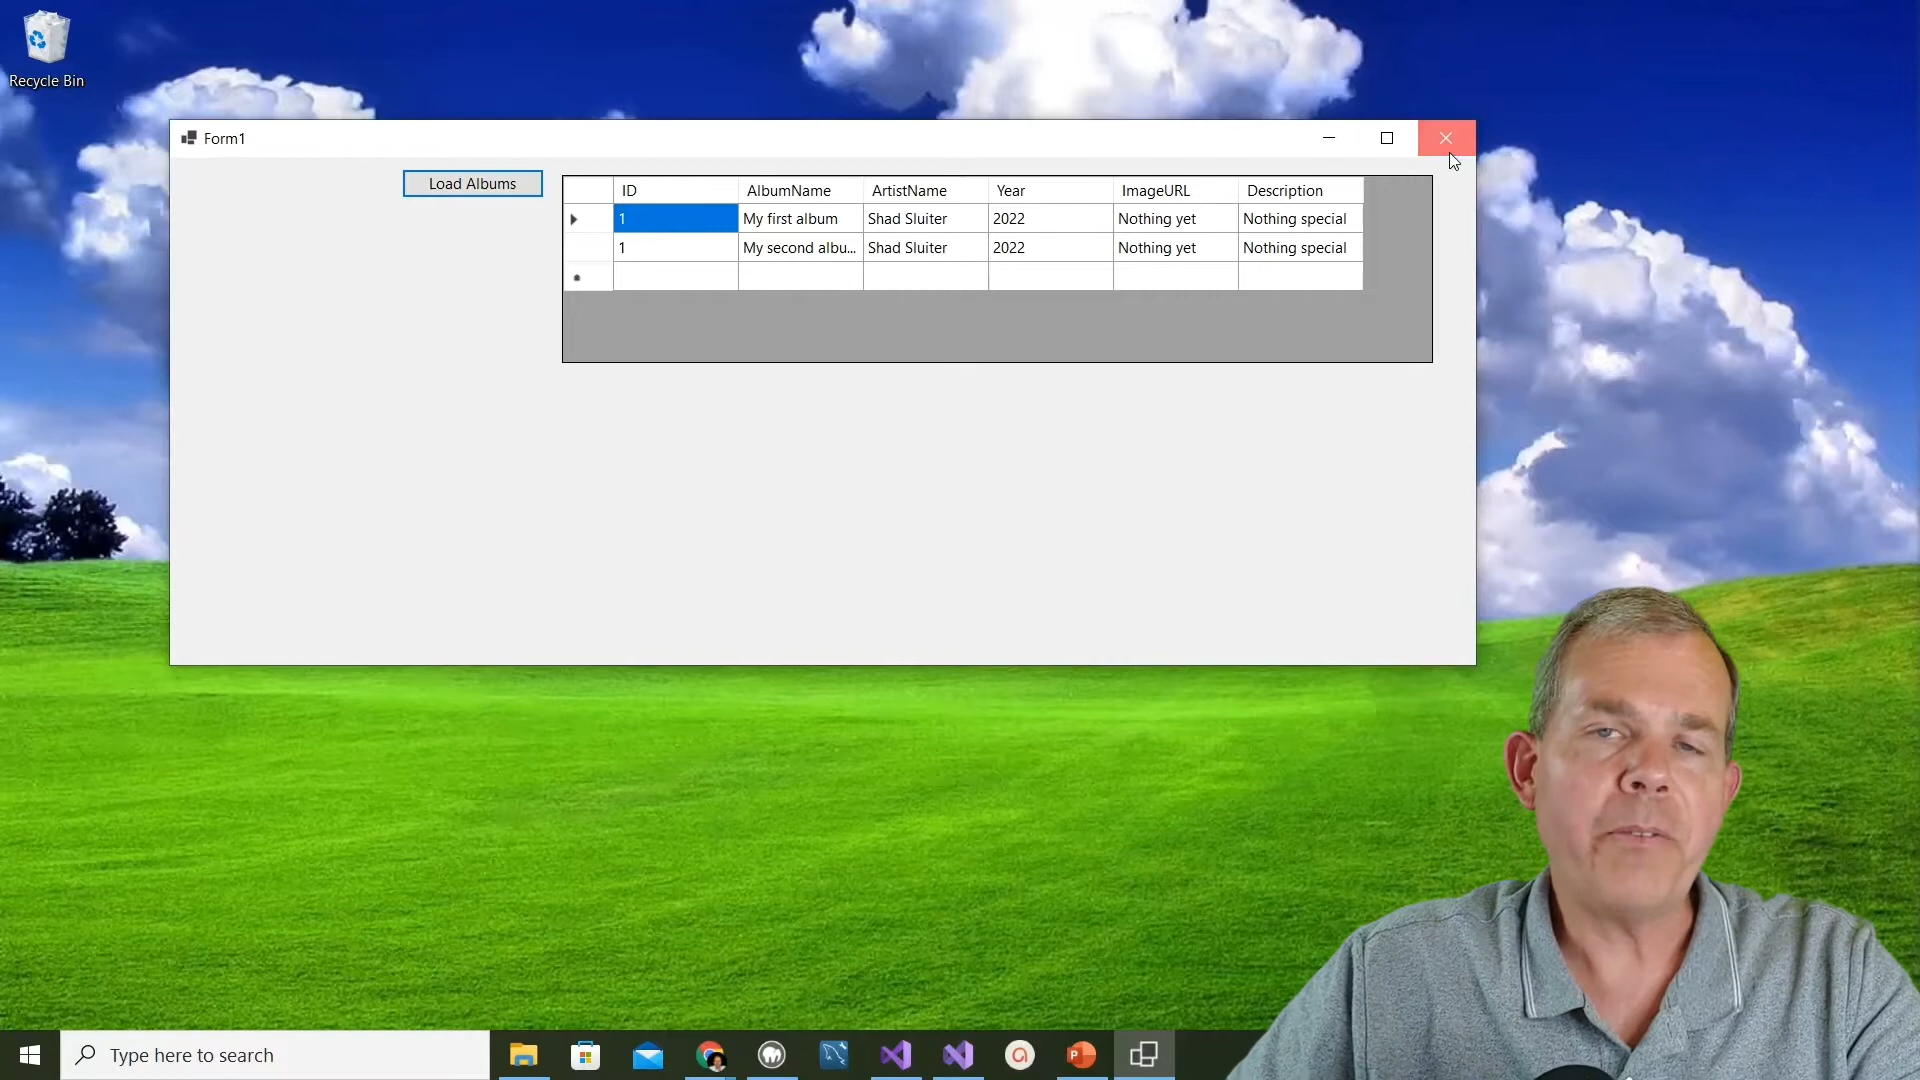 Recycle Bin
Form1
Load Albums
ID AlbumName ArtistName Year ImageURL Description
1 My first album Shad Sluiter 2022 Nothing yet Nothing special
1 My second albu... Shad Sluiter 2022 Nothing yet Nothing special
Type here to search